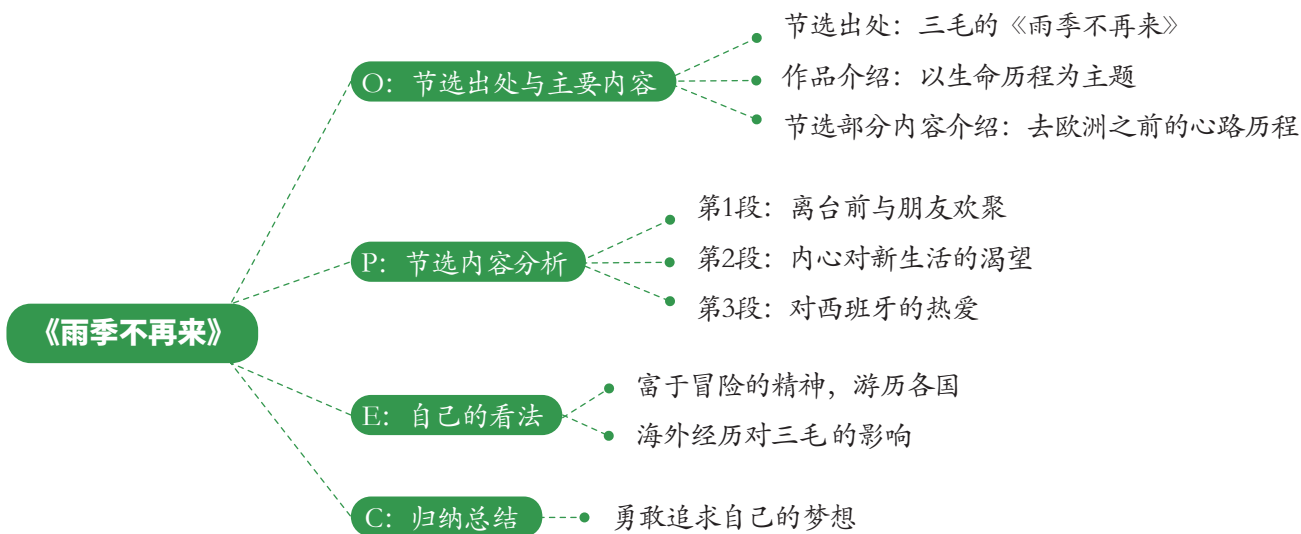 《雨季不再来》
O：节选出处与主要内容
节选出处：三毛的《雨季不再来》
作品介绍：以生命历程为主题
节选部分内容介绍：去欧洲之前的心路历程
P：节选内容分析
第1段：离台前与朋友欢聚
第2段：内心对新生活的渴望
第3段：对西班牙的热爱
E：自己的看法
富于冒险的精神，游历各国
海外经历对三毛的影响
C：归纳总结
勇敢追求自己的梦想